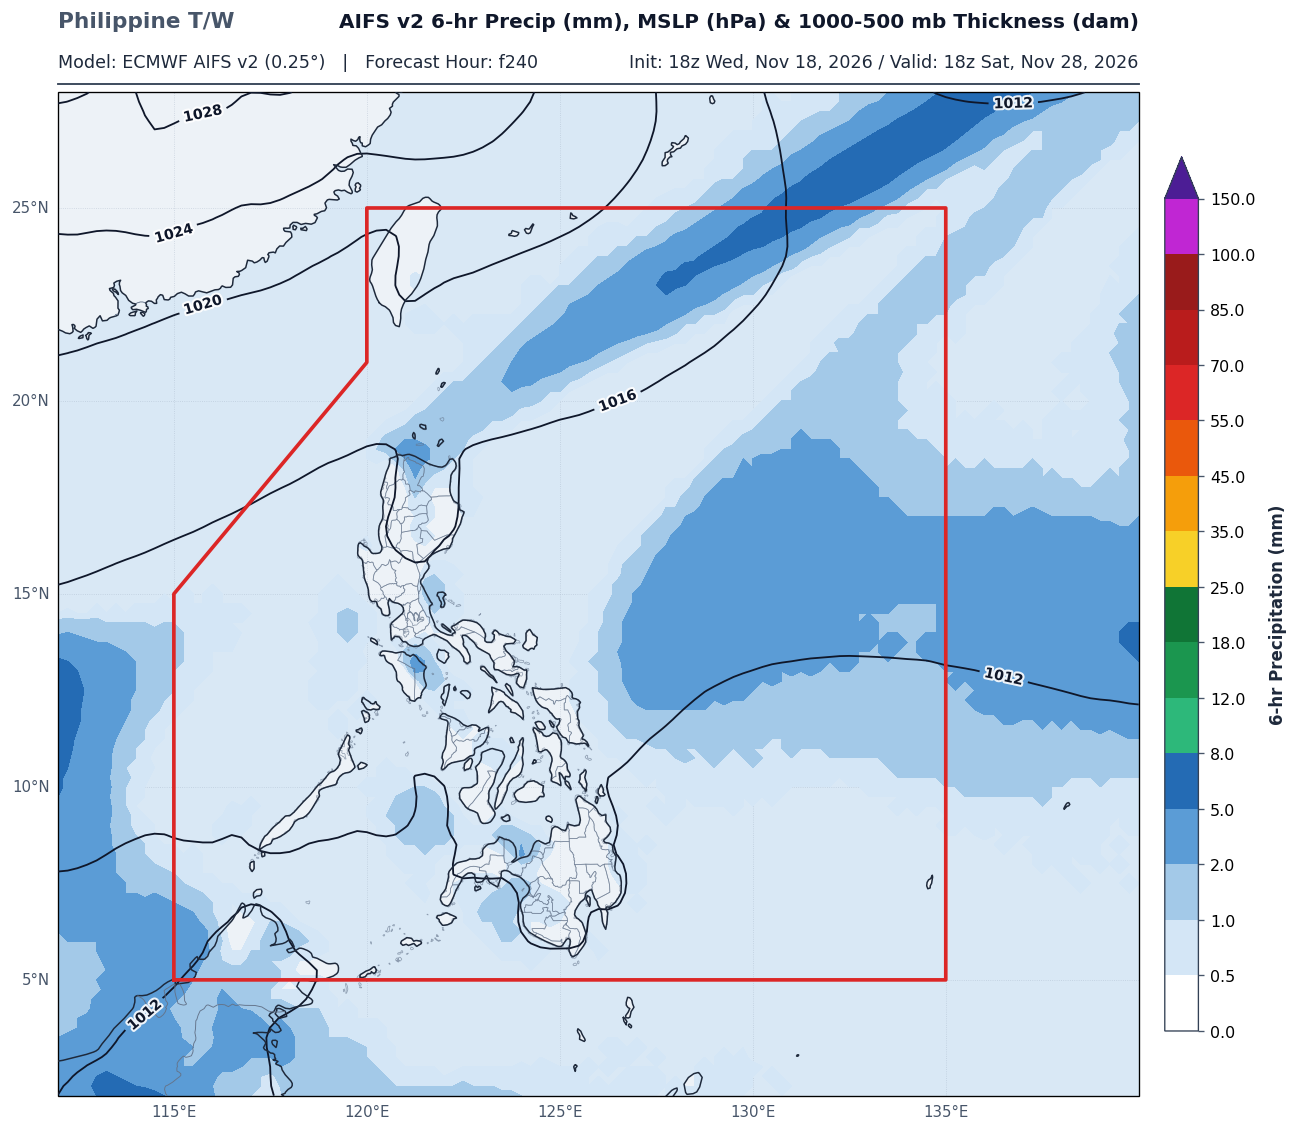 Philippine T/W
AIFS v2 6-hr Precip (mm), MSLP (hPa) & 1000-500 mb Thickness (dam)
Model: ECMWF AIFS v2 (0.25°) | Forecast Hour: f240
Init: 18z Wed, Nov 18, 2026 / Valid: 18z Sat, Nov 28, 2026
1028
1012
1024
1020
1016
1012
1012
25°N
20°N
15°N
10°N
5°N
115°E
120°E
125°E
130°E
135°E
150.0
100.0
85.0
70.0
55.0
45.0
35.0
25.0
18.0
12.0
8.0
5.0
2.0
1.0
0.5
0.0
6-hr Precipitation (mm)